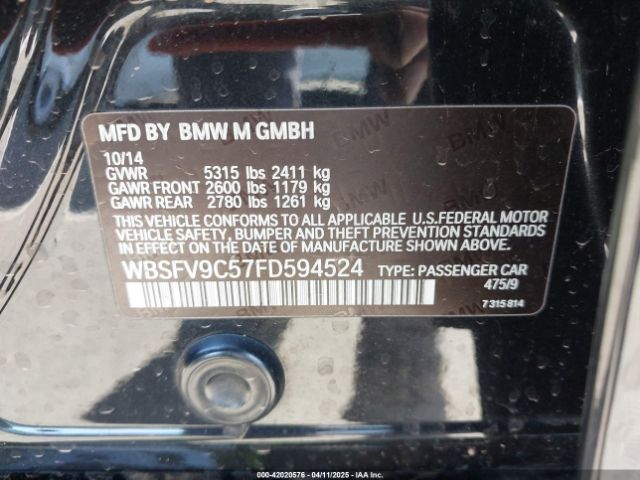 MFD BY BMW M GMBH
10/14
GVWR 5315 lbs 2411 kg
GAWR FRONT 2600 lbs 1179 kg
GAWR REAR 2780 lbs 1261 kg
THIS VEHICLE CONFORMS TO ALL APPLICABLE U.S.FEDERAL MOTOR
VEHICLE SAFETY, BUMPER AND THEFT PREVENTION STANDARDS
IN EFFECT ON THE DATE OF MANUFACTURE SHOWN ABOVE.
WBSFV9C57FD594524 TYPE: PASSENGER CAR
475/9
7315814
000-42020576 - 04/11/2025 - IAA Inc.